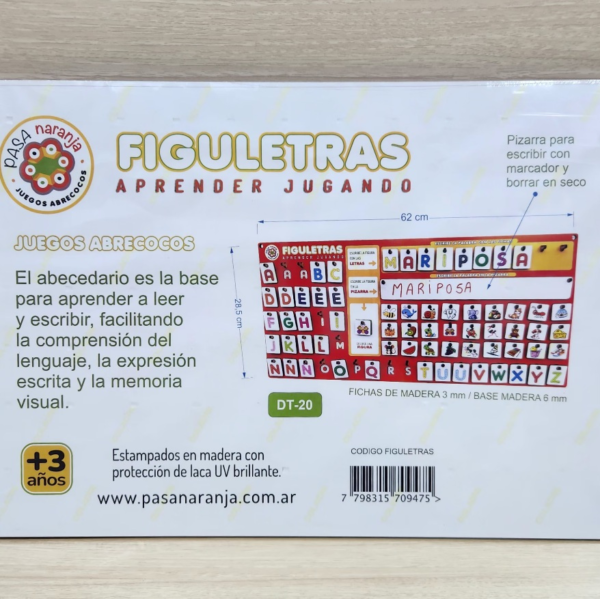 PASA naranja
JUEGOS ABRECOCOS
FIGULETRAS
APRENDER JUGANDO
Pizarra para
escribir con
marcador y
borrar en seco
JUEGOS ABRECOCOS
El abecedario es la base
para aprender a leer
y escribir, facilitando
la comprensión del
lenguaje, la expresión
escrita y la memoria
visual.
62 cm
28,5 cm
FIGULETRAS
APRENDER JUGANDO
LETRAS
PIZARRA
MARIPOSA
MARIPOSA
DT-20
FICHAS DE MADERA 3 mm / BASE MADERA 6 mm
+3
años
Estampados en madera con
protección de laca UV brillante.
www.pasanaranja.com.ar
CODIGO FIGULETRAS
7 798315 709475 >